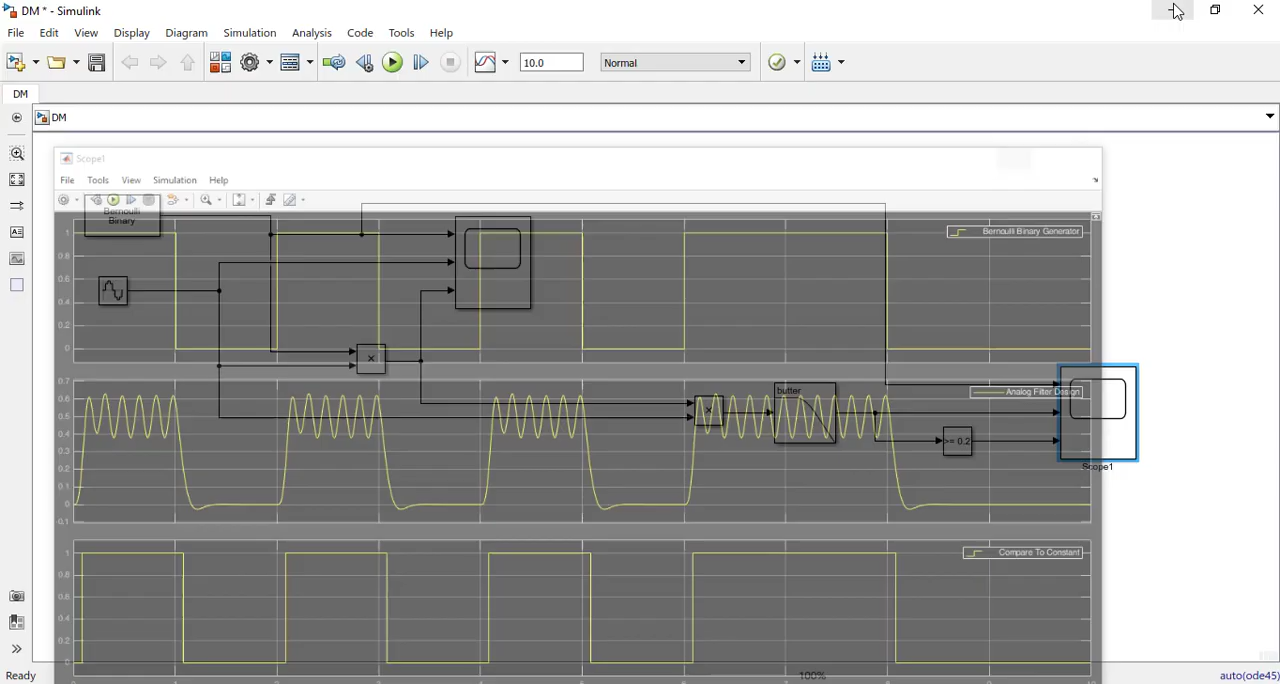 DM * - Simulink
File Edit View Display Diagram Simulation Analysis Code Tools Help
10.0 Normal
DM
DM
Scope1
File Tools View Simulation Help
Bernoulli
Binary
Bernoulli Binary Generator
1
0.8
0.6
0.4
0.2
0
×
0.7
0.6
0.5
0.4
0.3
0.2
0.1
0
-0.1
butter
Analog Filter Design
×
>= 0.2
Scope1
Compare To Constant
1
0.8
0.6
0.4
0.2
0
Ready 100% auto(ode45)